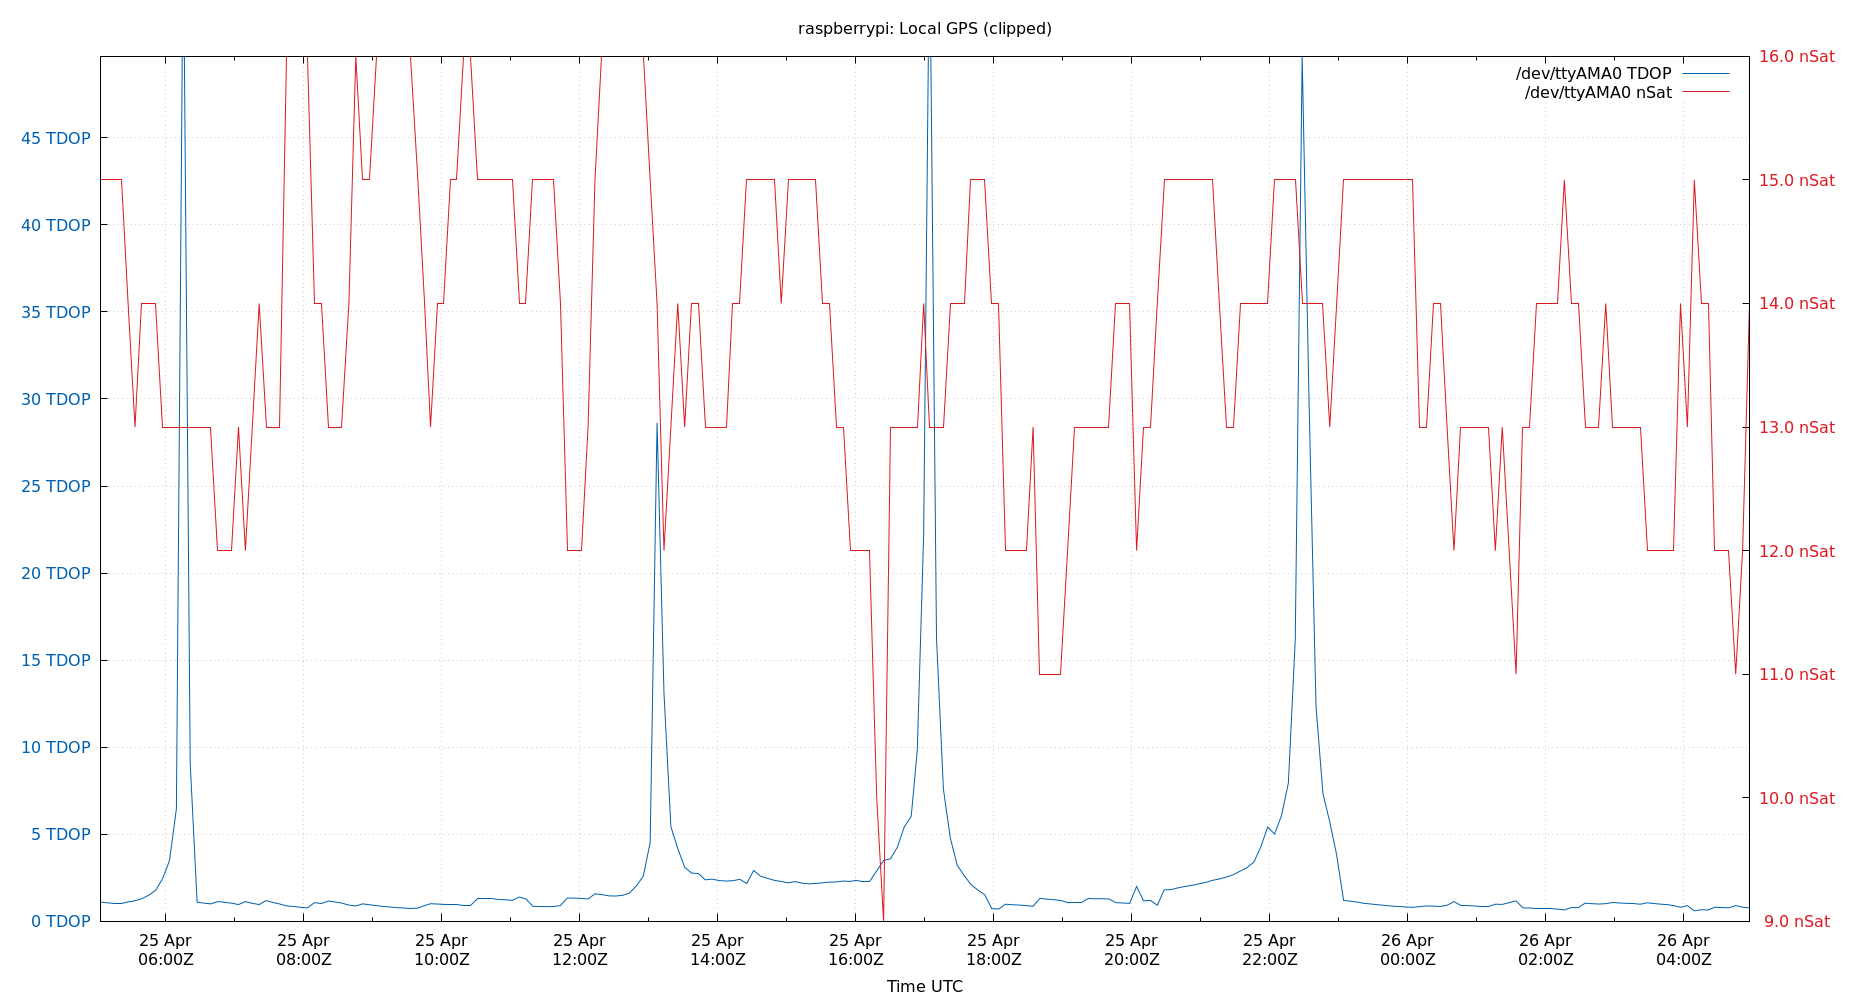 raspberrypi: Local GPS (clipped)
/dev/ttyAMA0 TDOP
/dev/ttyAMA0 nSat
45 TDOP
40 TDOP
35 TDOP
30 TDOP
25 TDOP
20 TDOP
15 TDOP
10 TDOP
5 TDOP
0 TDOP
16.0 nSat
15.0 nSat
14.0 nSat
13.0 nSat
12.0 nSat
11.0 nSat
10.0 nSat
9.0 nSat
25 Apr 25 Apr 25 Apr 25 Apr 25 Apr 25 Apr 25 Apr 25 Apr 25 Apr 26 Apr 26 Apr 26 Apr
06:00Z 08:00Z 10:00Z 12:00Z 14:00Z 16:00Z 18:00Z 20:00Z 22:00Z 00:00Z 02:00Z 04:00Z
Time UTC